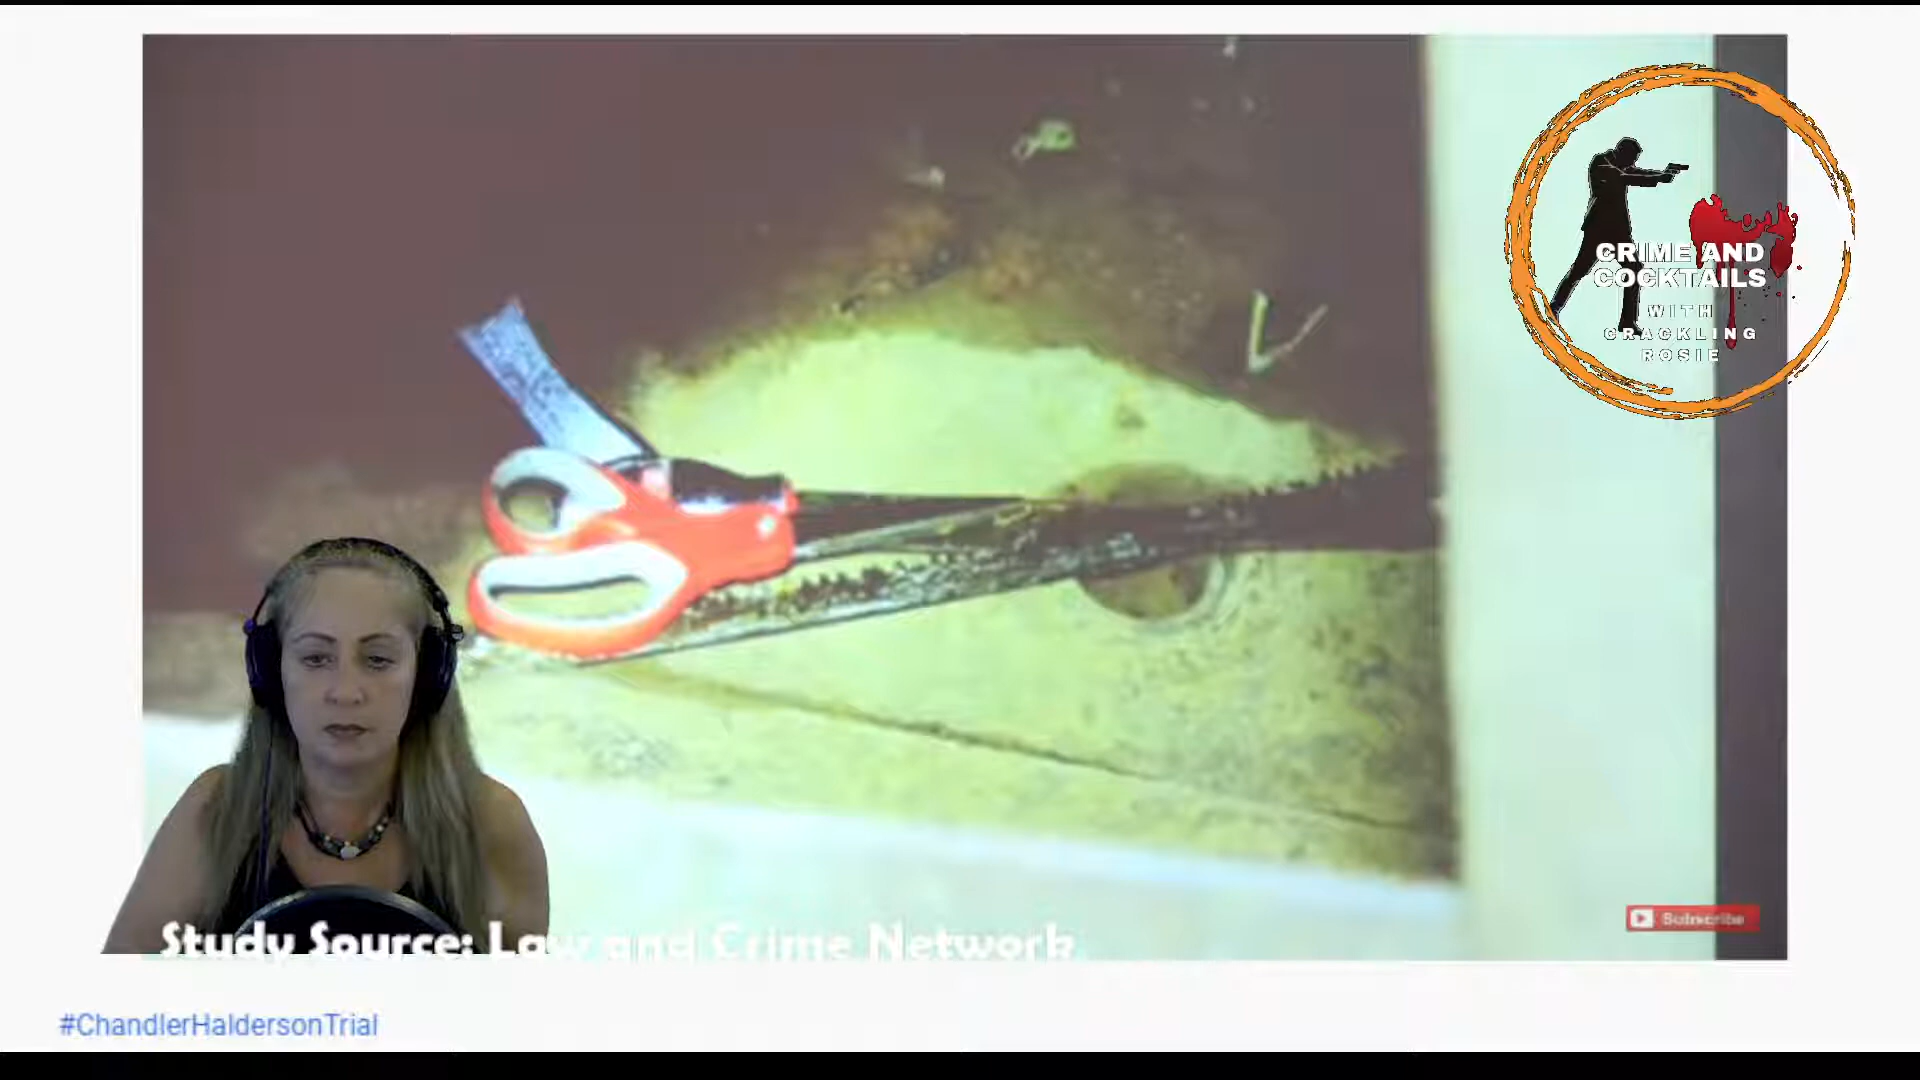 CRIME AND
COCKTAILS
WITH
CRACKLING
ROSIE
Subscribe
Study Source: Law and Crime Network
#ChandlerHaldersonTrial